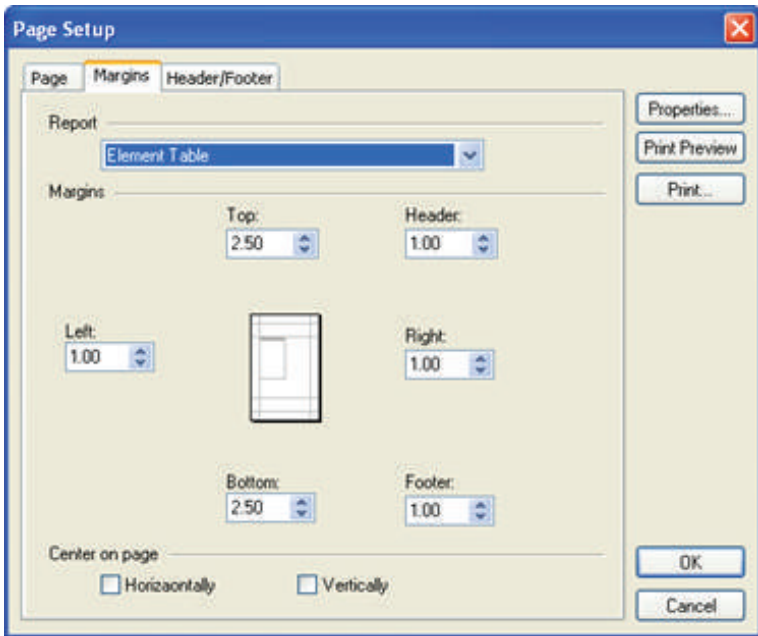 Page Setup
Page Margins Header/Footer
Report
Element Table
Properties...
Print Preview
Print...
Margins
Top: Header:
2.50 1.00
Left: Right:
1.00 1.00
Bottom: Footer:
2.50 1.00
Center on page
Horizaontally Vertically
OK
Cancel